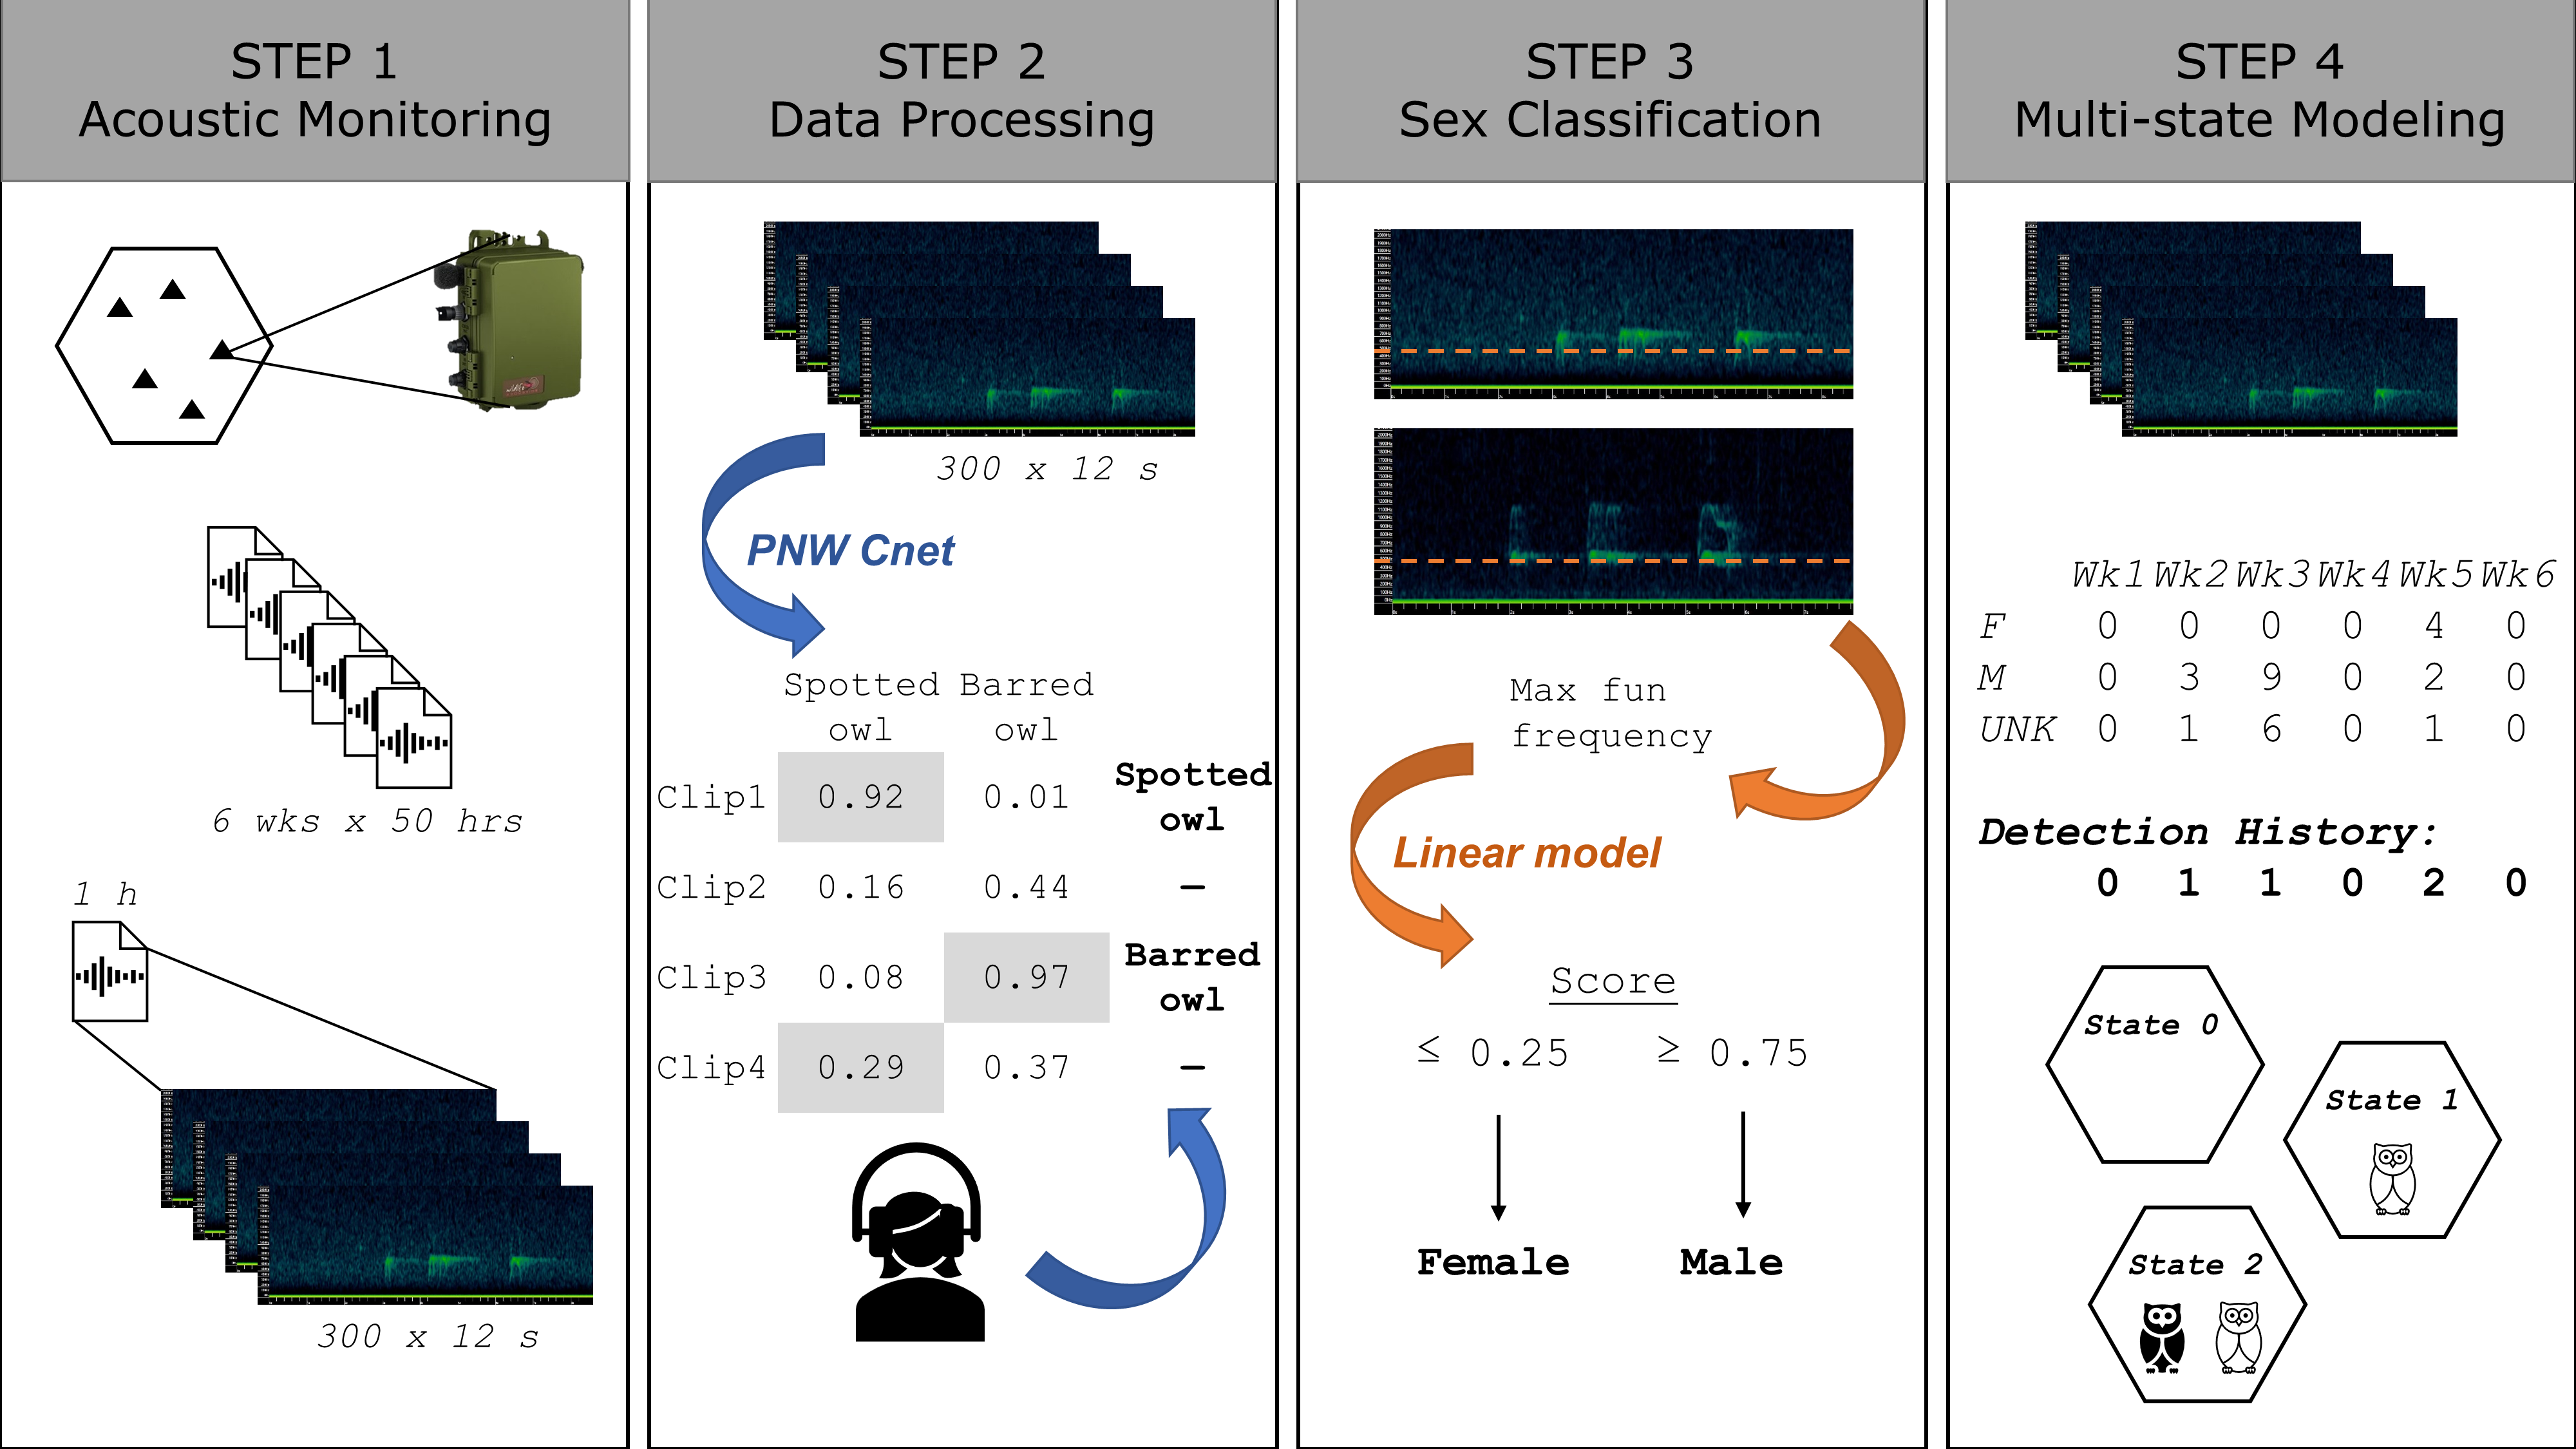 STEP 1
Acoustic Monitoring
6 wks x 50 hrs
1 h
300 x 12 s
STEP 2
Data Processing
300 x 12 s
PNW Cnet
Spotted Barred
owl owl
Clip1 0.92 0.01 Spotted owl
Clip2 0.16 0.44 –
Clip3 0.08 0.97 Barred owl
Clip4 0.29 0.37 –
STEP 3
Sex Classification
Max fun
frequency
Linear model
Score
≤ 0.25 ≥ 0.75
Female Male
STEP 4
Multi-state Modeling
Wk1 Wk2 Wk3 Wk4 Wk5 Wk6
F 0 0 0 0 4 0
M 0 3 9 0 2 0
UNK 0 1 6 0 1 0
Detection History:
0 1 1 0 2 0
State 0
State 1
State 2